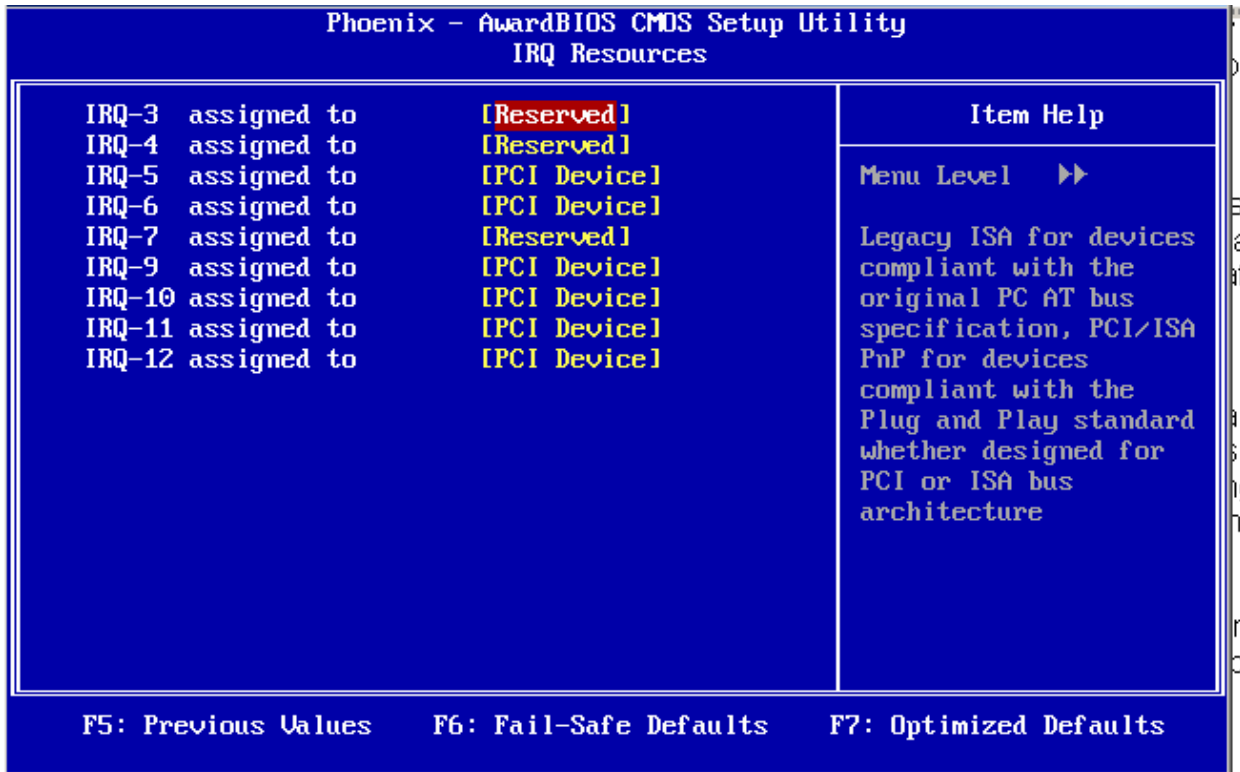 Phoenix - AwardBIOS CMOS Setup Utility
IRQ Resources
IRQ-3 assigned to [Reserved]
IRQ-4 assigned to [Reserved]
IRQ-5 assigned to [PCI Device]
IRQ-6 assigned to [PCI Device]
IRQ-7 assigned to [Reserved]
IRQ-9 assigned to [PCI Device]
IRQ-10 assigned to [PCI Device]
IRQ-11 assigned to [PCI Device]
IRQ-12 assigned to [PCI Device]
Item Help
Menu Level ▶▶
Legacy ISA for devices
compliant with the
original PC AT bus
specification, PCI/ISA
PnP for devices
compliant with the
Plug and Play standard
whether designed for
PCI or ISA bus
architecture
F5: Previous Values F6: Fail-Safe Defaults F7: Optimized Defaults